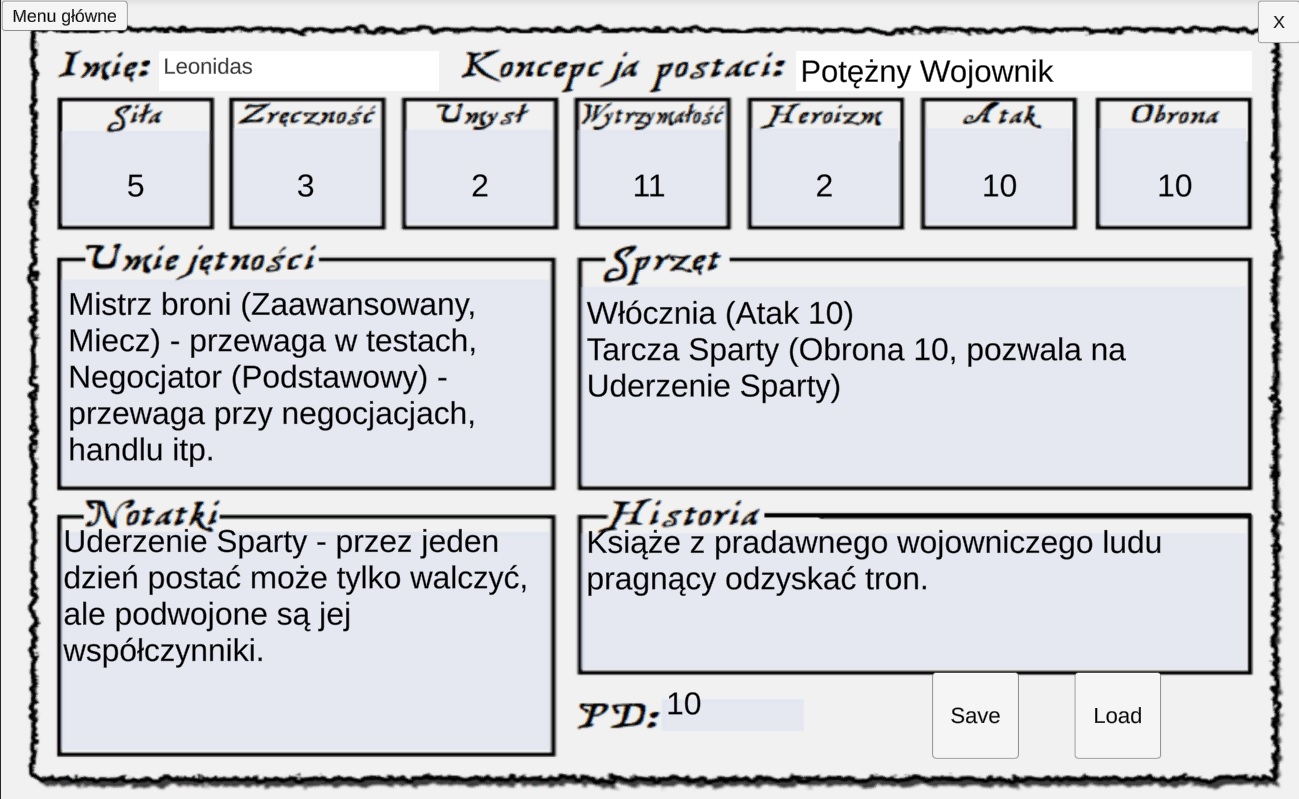 Menu główne
X
Imię: Leonidas
Koncepcja postaci: Potężny Wojownik
Siła
5
Zręczność
3
Umysł
2
Wytrzymałość
11
Heroizm
2
Atak
10
Obrona
10
Umiejętności
Mistrz broni (Zaawansowany,
Miecz) - przewaga w testach,
Negocjator (Podstawowy) -
przewaga przy negocjacjach,
handlu itp.
Sprzęt
Włócznia (Atak 10)
Tarcza Sparty (Obrona 10, pozwala na
Uderzenie Sparty)
Notatki
Uderzenie Sparty - przez jeden
dzień postać może tylko walczyć,
ale podwojone są jej
współczynniki.
Historia
Książe z pradawnego wojowniczego ludu
pragnący odzyskać tron.
PD: 10
Save
Load